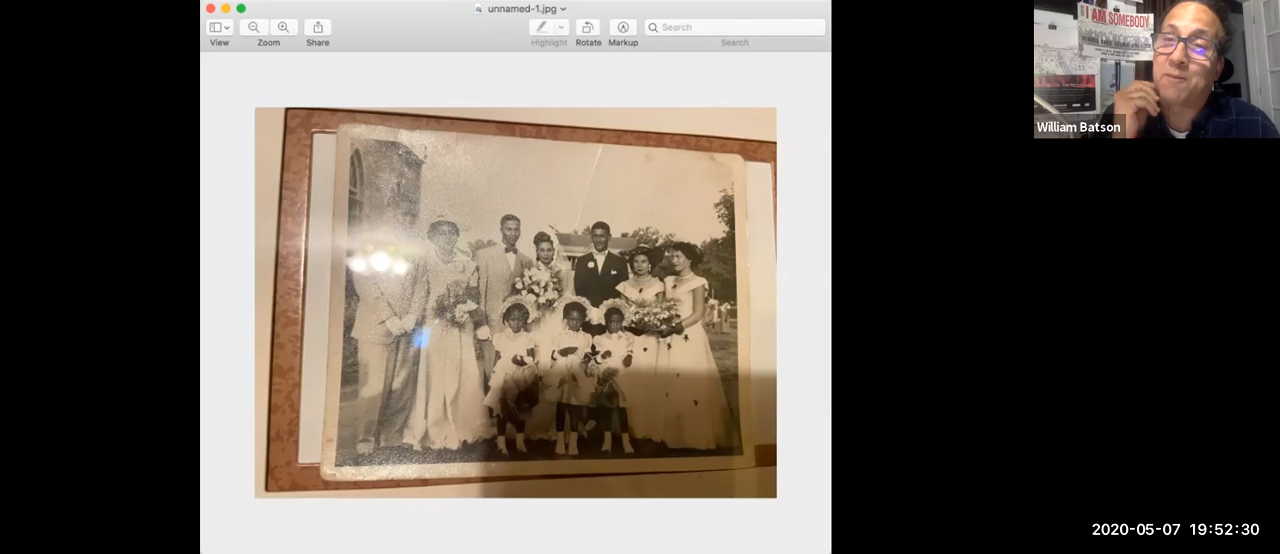 unnamed-1.jpg
Search
View
Zoom
Share
Highlight
Rotate
Markup
Search
I AM SOMEBODY
William Batson
2020-05-07 19:52:30